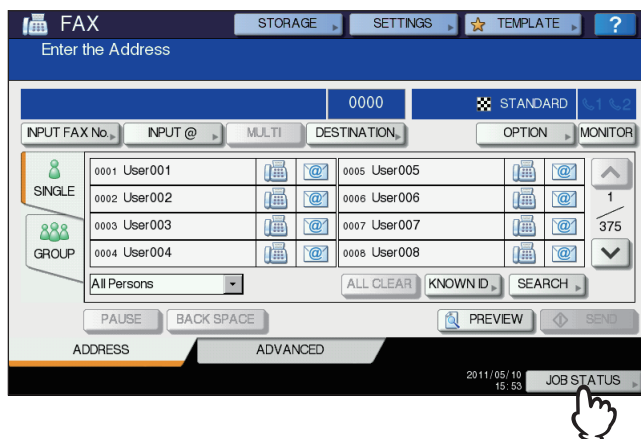 FAX STORAGE SETTINGS TEMPLATE ?
Enter the Address
0000 STANDARD 1 2
INPUT FAX No. INPUT @ MULTI DESTINATION OPTION MONITOR
SINGLE
GROUP
0001 User001 @ 0005 User005 @
0002 User002 @ 0006 User006 @
0003 User003 @ 0007 User007 @
0004 User004 @ 0008 User008 @
1
375
All Persons ALL CLEAR KNOWN ID SEARCH
PAUSE BACK SPACE PREVIEW SEND
ADDRESS ADVANCED
2011/05/10
15:53
JOB STATUS